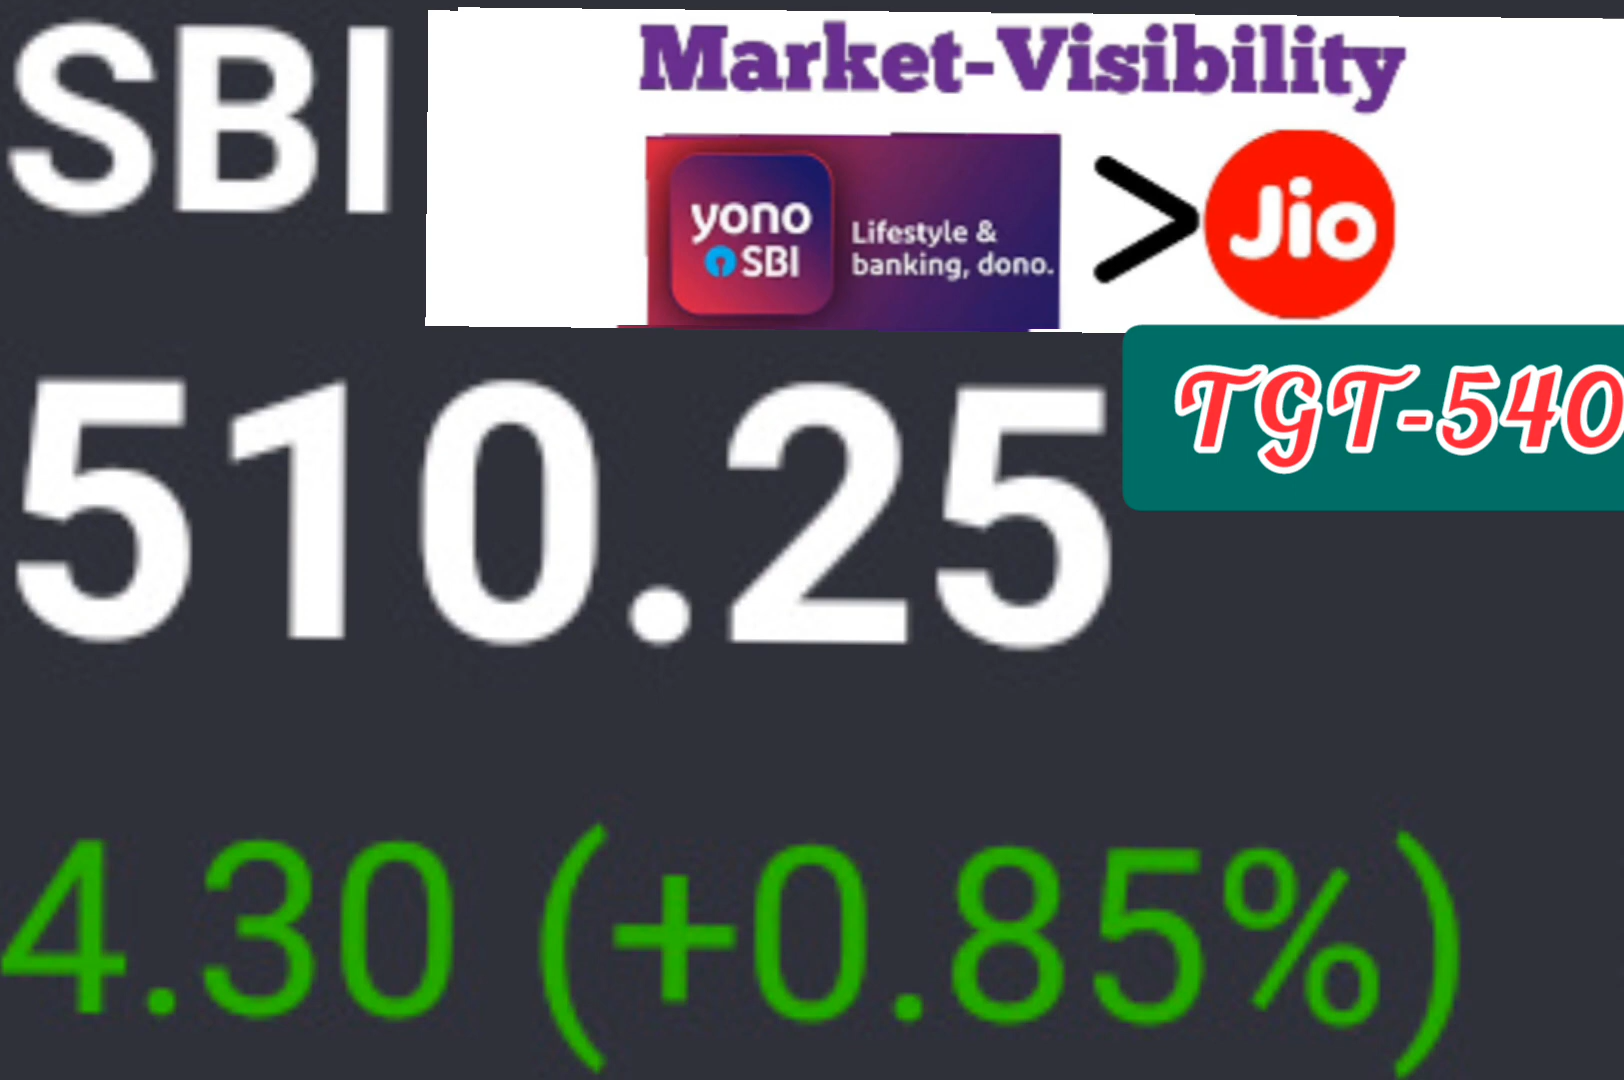 SBI
Market-Visibility
yono
SBI
Lifestyle &
banking, dono.
>
Jio
TGT-540
510.25
4.30 (+0.85%)